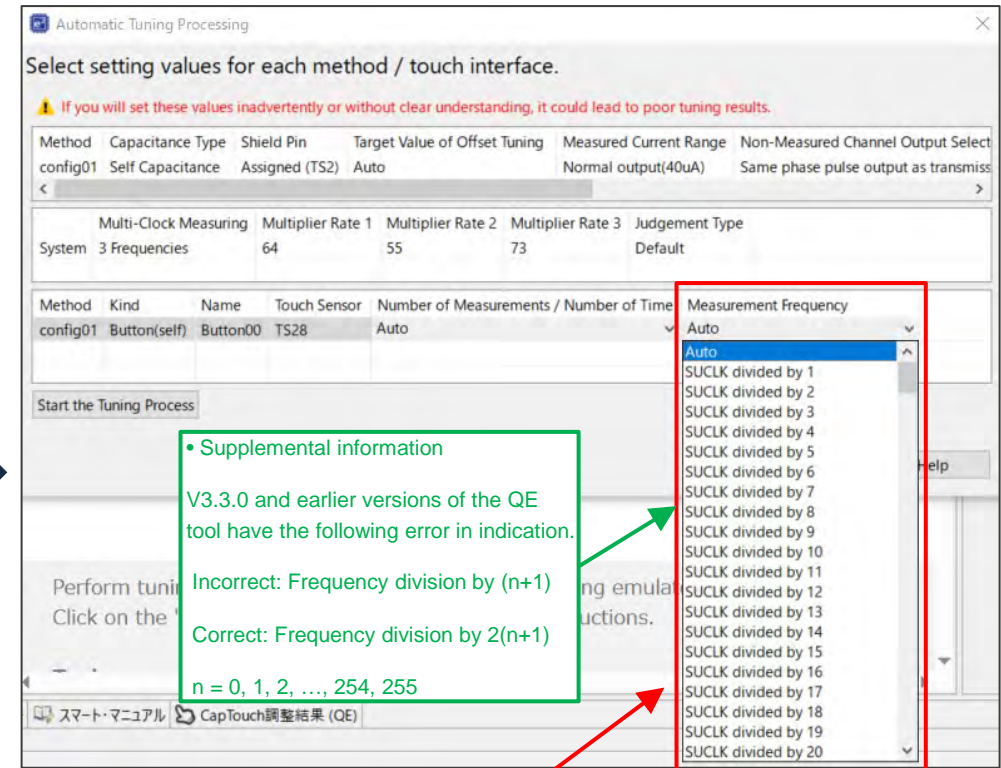 Automatic Tuning Processing
Select setting values for each method / touch interface.
If you will set these values inadvertently or without clear understanding, it could lead to poor tuning results.
Method Capacitance Type Shield Pin Target Value of Offset Tuning Measured Current Range Non-Measured Channel Output Select
config01 Self Capacitance Assigned (TS2) Auto Normal output(40uA) Same phase pulse output as transmiss
Multi-Clock Measuring Multiplier Rate 1 Multiplier Rate 2 Multiplier Rate 3 Judgement Type
System 3 Frequencies 64 55 73 Default
Method Kind Name Touch Sensor Number of Measurements / Number of Time Measurement Frequency
config01 Button(self) Button00 TS28 Auto Auto
Auto
SUCLK divided by 1
SUCLK divided by 2
SUCLK divided by 3
SUCLK divided by 4
SUCLK divided by 5
SUCLK divided by 6
SUCLK divided by 7
SUCLK divided by 8
SUCLK divided by 9
SUCLK divided by 10
SUCLK divided by 11
SUCLK divided by 12
SUCLK divided by 13
SUCLK divided by 14
SUCLK divided by 15
SUCLK divided by 16
SUCLK divided by 17
SUCLK divided by 18
SUCLK divided by 19
SUCLK divided by 20
Start the Tuning Process
Help
• Supplemental information
V3.3.0 and earlier versions of the QE
tool have the following error in indication.
Incorrect: Frequency division by (n+1)
Correct: Frequency division by 2(n+1)
n = 0, 1, 2, …, 254, 255
Perform
Click on the
スマート・マニュアル CapTouch調整結果 (QE)